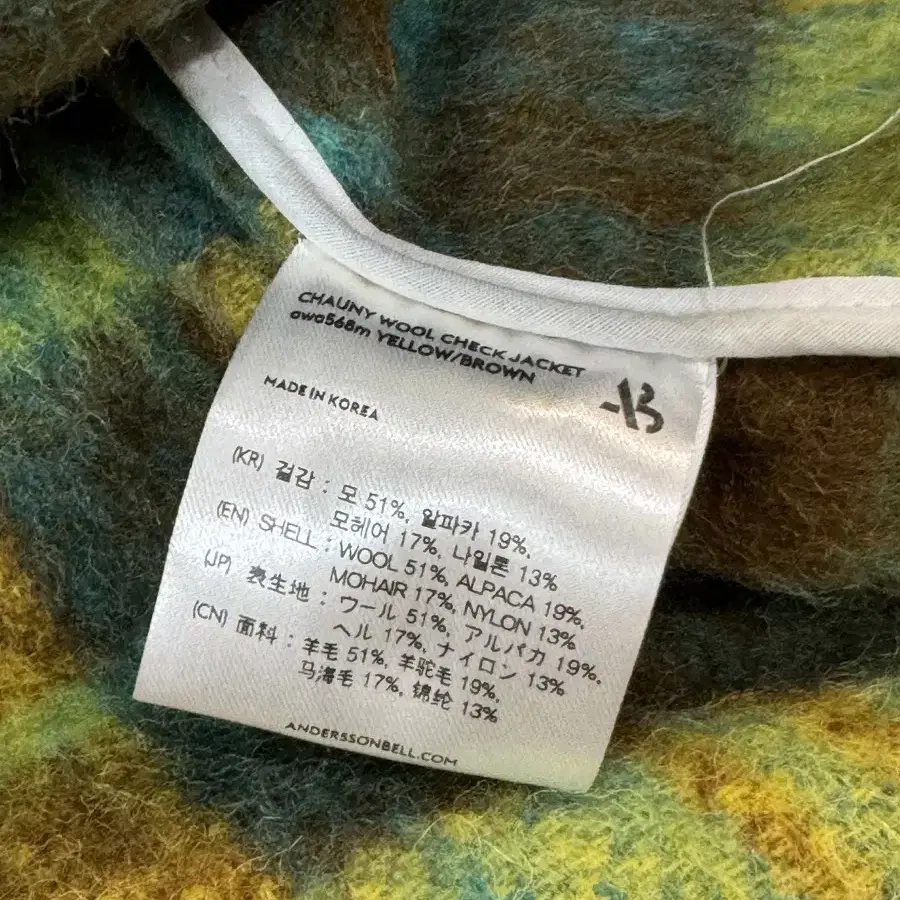 CHAUNY WOOL CHECK JACKET
awa568m YELLOW/BROWN
MADE IN KOREA
(KR) 겉감 : 모 51%, 알파카 19%,
모헤어 17%, 나일론 13%
(EN) SHELL : WOOL 51%, ALPACA 19%,
MOHAIR 17%, NYLON 13%
(JP) 表生地 : ウール 51%, アルパカ 19%,
ヘル 17%, ナイロン 13%
(CN) 面料 : 羊毛 51%, 羊驼毛 19%,
马海毛 17%, 锦纶 13%
ANDERSSONBELL.COM